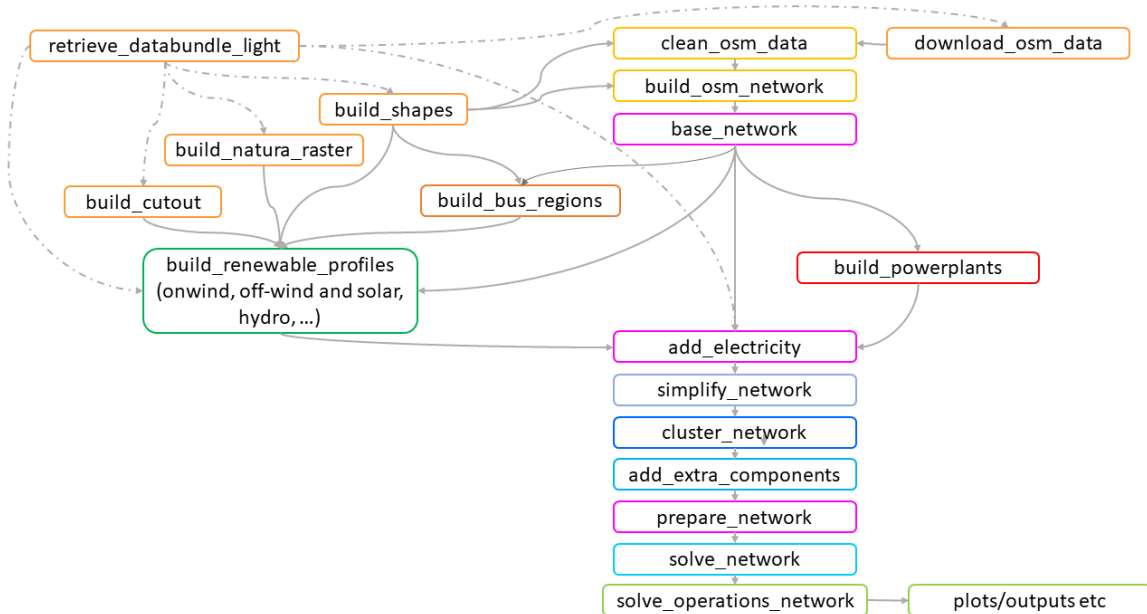 retrieve_databundle_light
clean_osm_data
download_osm_data
build_osm_network
build_shapes
base_network
build_natura_raster
build_cutout
build_bus_regions
build_renewable_profiles
(onwind, off-wind and solar,
hydro, ...)
build_powerplants
add_electricity
simplify_network
cluster_network
add_extra_components
prepare_network
solve_network
solve_operations_network
plots/outputs etc